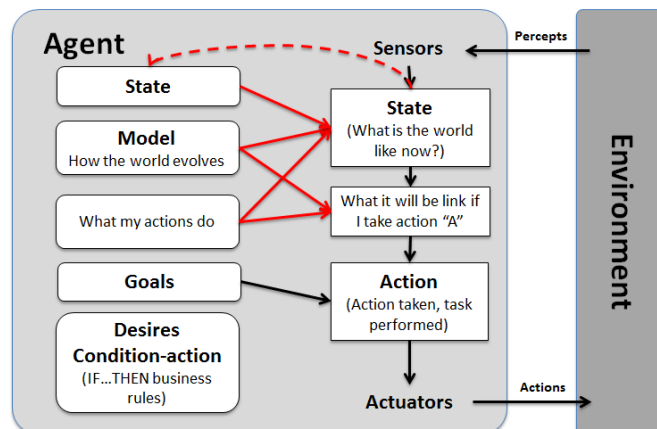 Agent
Sensors
Percepts
State
State
(What is the world
like now?)
Model
How the world evolves
What my actions do
What it will be link if
I take action “A”
Goals
Action
(Action taken, task
performed)
Desires
Condition-action
(IF...THEN business
rules)
Actuators
Actions
Environment